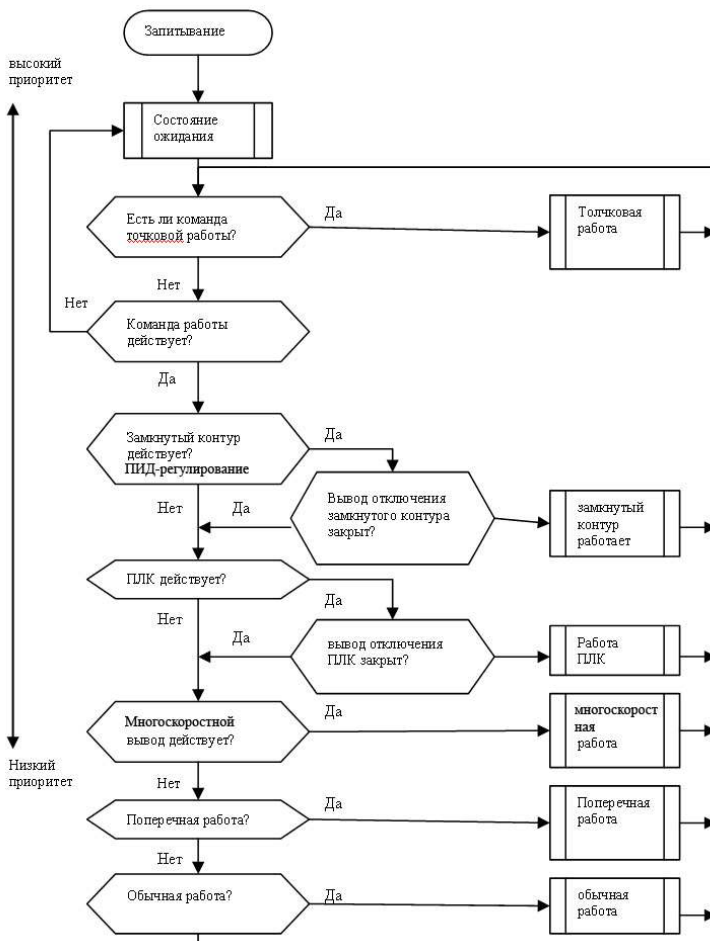 Запитывание
высокий
приоритет
Состояние
ожидания
Есть ли команда
точковой работы?
Да
Толчковая
работа
Нет
Нет
Команда работы
действует?
Да
Замкнутый контур
действует?
ПИД-регулирование
Да
Нет
Да
Вывод отключения
замкнутого контура
закрыт?
замкнутый
контур
работает
ПЛК действует?
Да
Нет
Да
вывод отключения
ПЛК закрыт?
Работа
ПЛК
Многоскоростной
вывод действует?
Да
многоскорост
ная
работа
Низкий
приоритет
Нет
Поперечная работа?
Да
Поперечная
работа
Нет
Обычная работа?
Да
обычная
работа